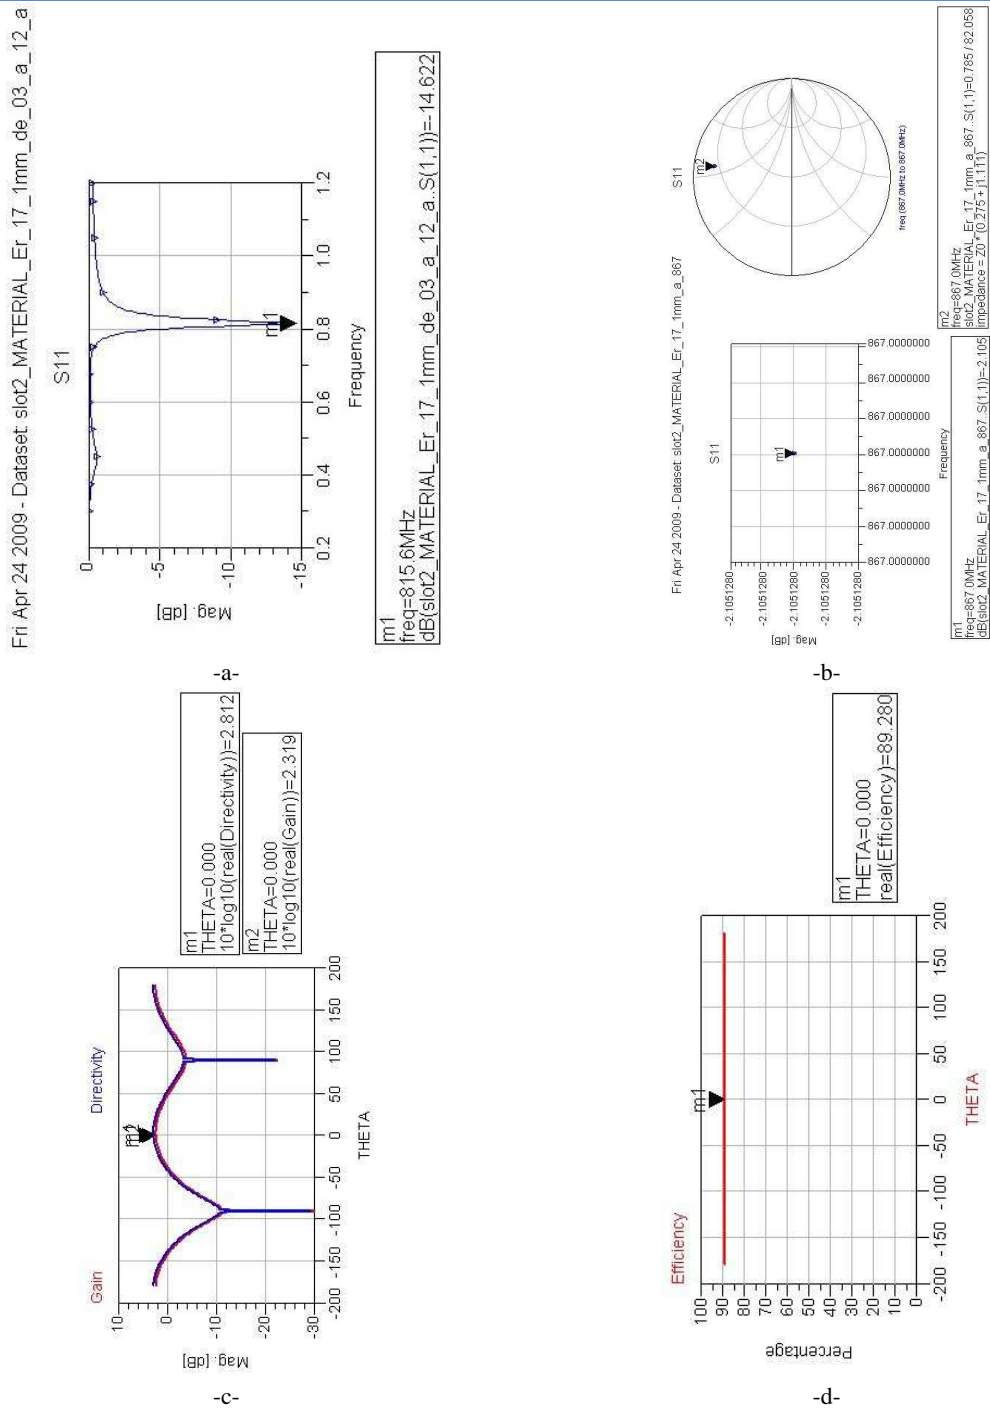 Fri Apr 24 2009 - Dataset: slot2_MATERIAL_Er_17_1mm_de_03_a_12_a
S11
Mag. [dB]
0
-5
-10
-15
0.2
0.4
0.6
0.8
1.0
1.2
Frequency
m1
m1
freq=815.6MHz
dB(slot2_MATERIAL_Er_17_1mm_de_03_a_12_a..S(1,1))=-14.622
-a-
Fri Apr 24 2009 - Dataset: slot2_MATERIAL_Er_17_1mm_a_867
S11
Mag. [dB]
-2.1051280
-2.1051280
-2.1051280
-2.1051280
-2.1051280
m1
867.0000000
867.0000000
867.0000000
867.0000000
867.0000000
867.0000000
867.0000000
Frequency
m1
freq=867.0MHz
dB(slot2_MATERIAL_Er_17_1mm_a_867..S(1,1))=-2.105
S11
m2
freq (867.0MHz to 867.0MHz)
m2
freq=867.0MHz
slot2_MATERIAL_Er_17_1mm_a_867..S(1,1)=0.785 / 82.058
impedance = Z0 * (0.275 + j1.111)
-b-
Gain
Directivity
Mag. [dB]
10
0
-10
-20
-30
m2
-200
-150
-100
-50
0
50
100
150
200
THETA
m1
THETA=0.000
10*log10(real(Directivity))=2.812
m2
THETA=0.000
10*log10(real(Gain))=2.319
-c-
Efficiency
Percentage
100
90
80
70
60
50
40
30
20
10
0
m1
-200
-150
-100
-50
0
50
100
150
200
THETA
m1
THETA=0.000
real(Efficiency)=89.280
-d-